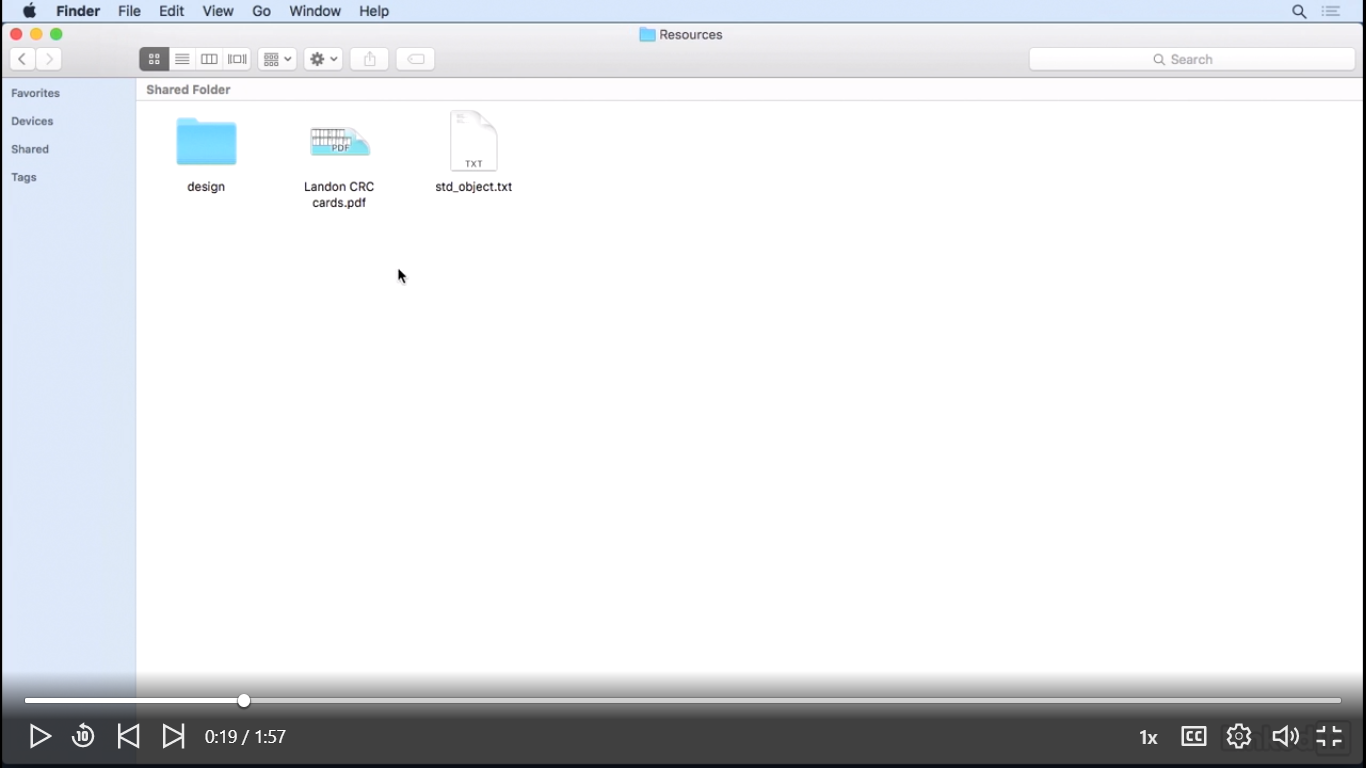 Finder File Edit View Go Window Help
Resources
Search
Favorites
Shared Folder
Devices
Shared
Tags
PDF
TXT
design
Landon CRC
cards.pdf
std_object.txt
10
0:19 / 1:57
1x
CC